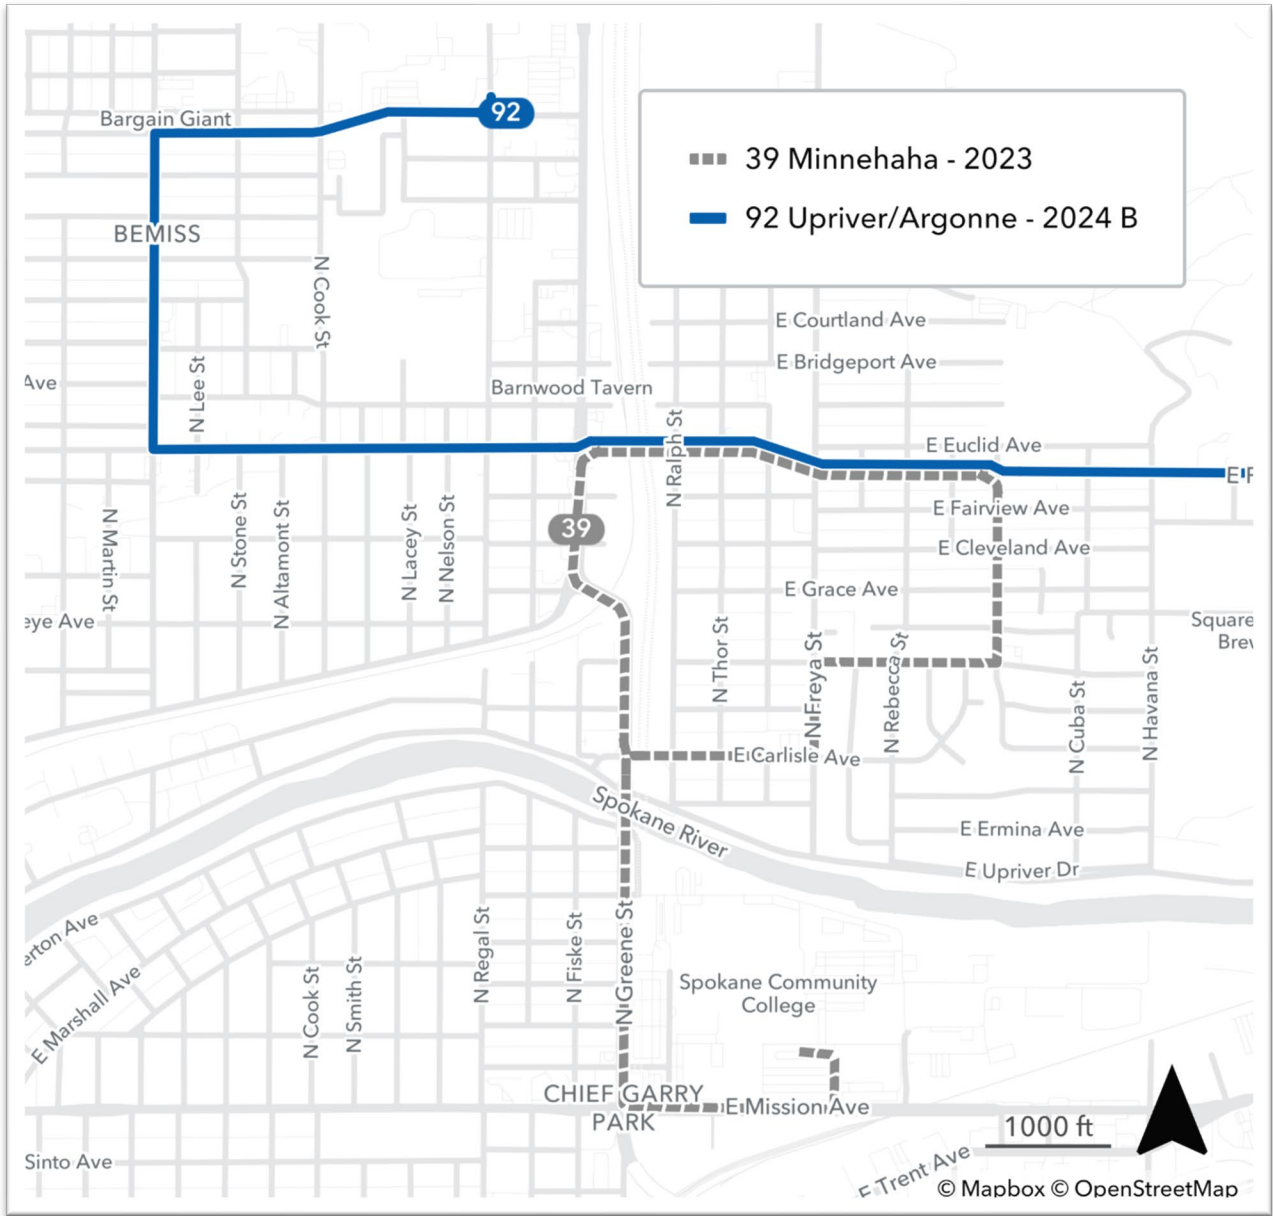 92
Bargain Giant
39 Minnehaha - 2023
92 Upriver/Argonne - 2024 B
BEMISS
N Cook St
E Courtland Ave
E Bridgeport Ave
Ave
N Lee St
Barnwood Tavern
N Ralph St
E Euclid Ave
E F
N Martin St
N Stone St
N Altamont St
N Lacey St
N Nelson St
39
E Fairview Ave
E Cleveland Ave
E Grace Ave
eye Ave
Square
Brev
N Thor St
N Freya St
N Rebecca St
N Cuba St
N Havana St
E Carlisle Ave
Spokane River
E Ermina Ave
E Upriver Dr
erton Ave
E Marshall Ave
N Cook St
N Smith St
N Regal St
N Fiske St
N Greene St
Spokane Community
College
CHIEF GARRY
PARK
E Mission Ave
1000 ft
Sinto Ave
E Trent Ave
© Mapbox © OpenStreetMap